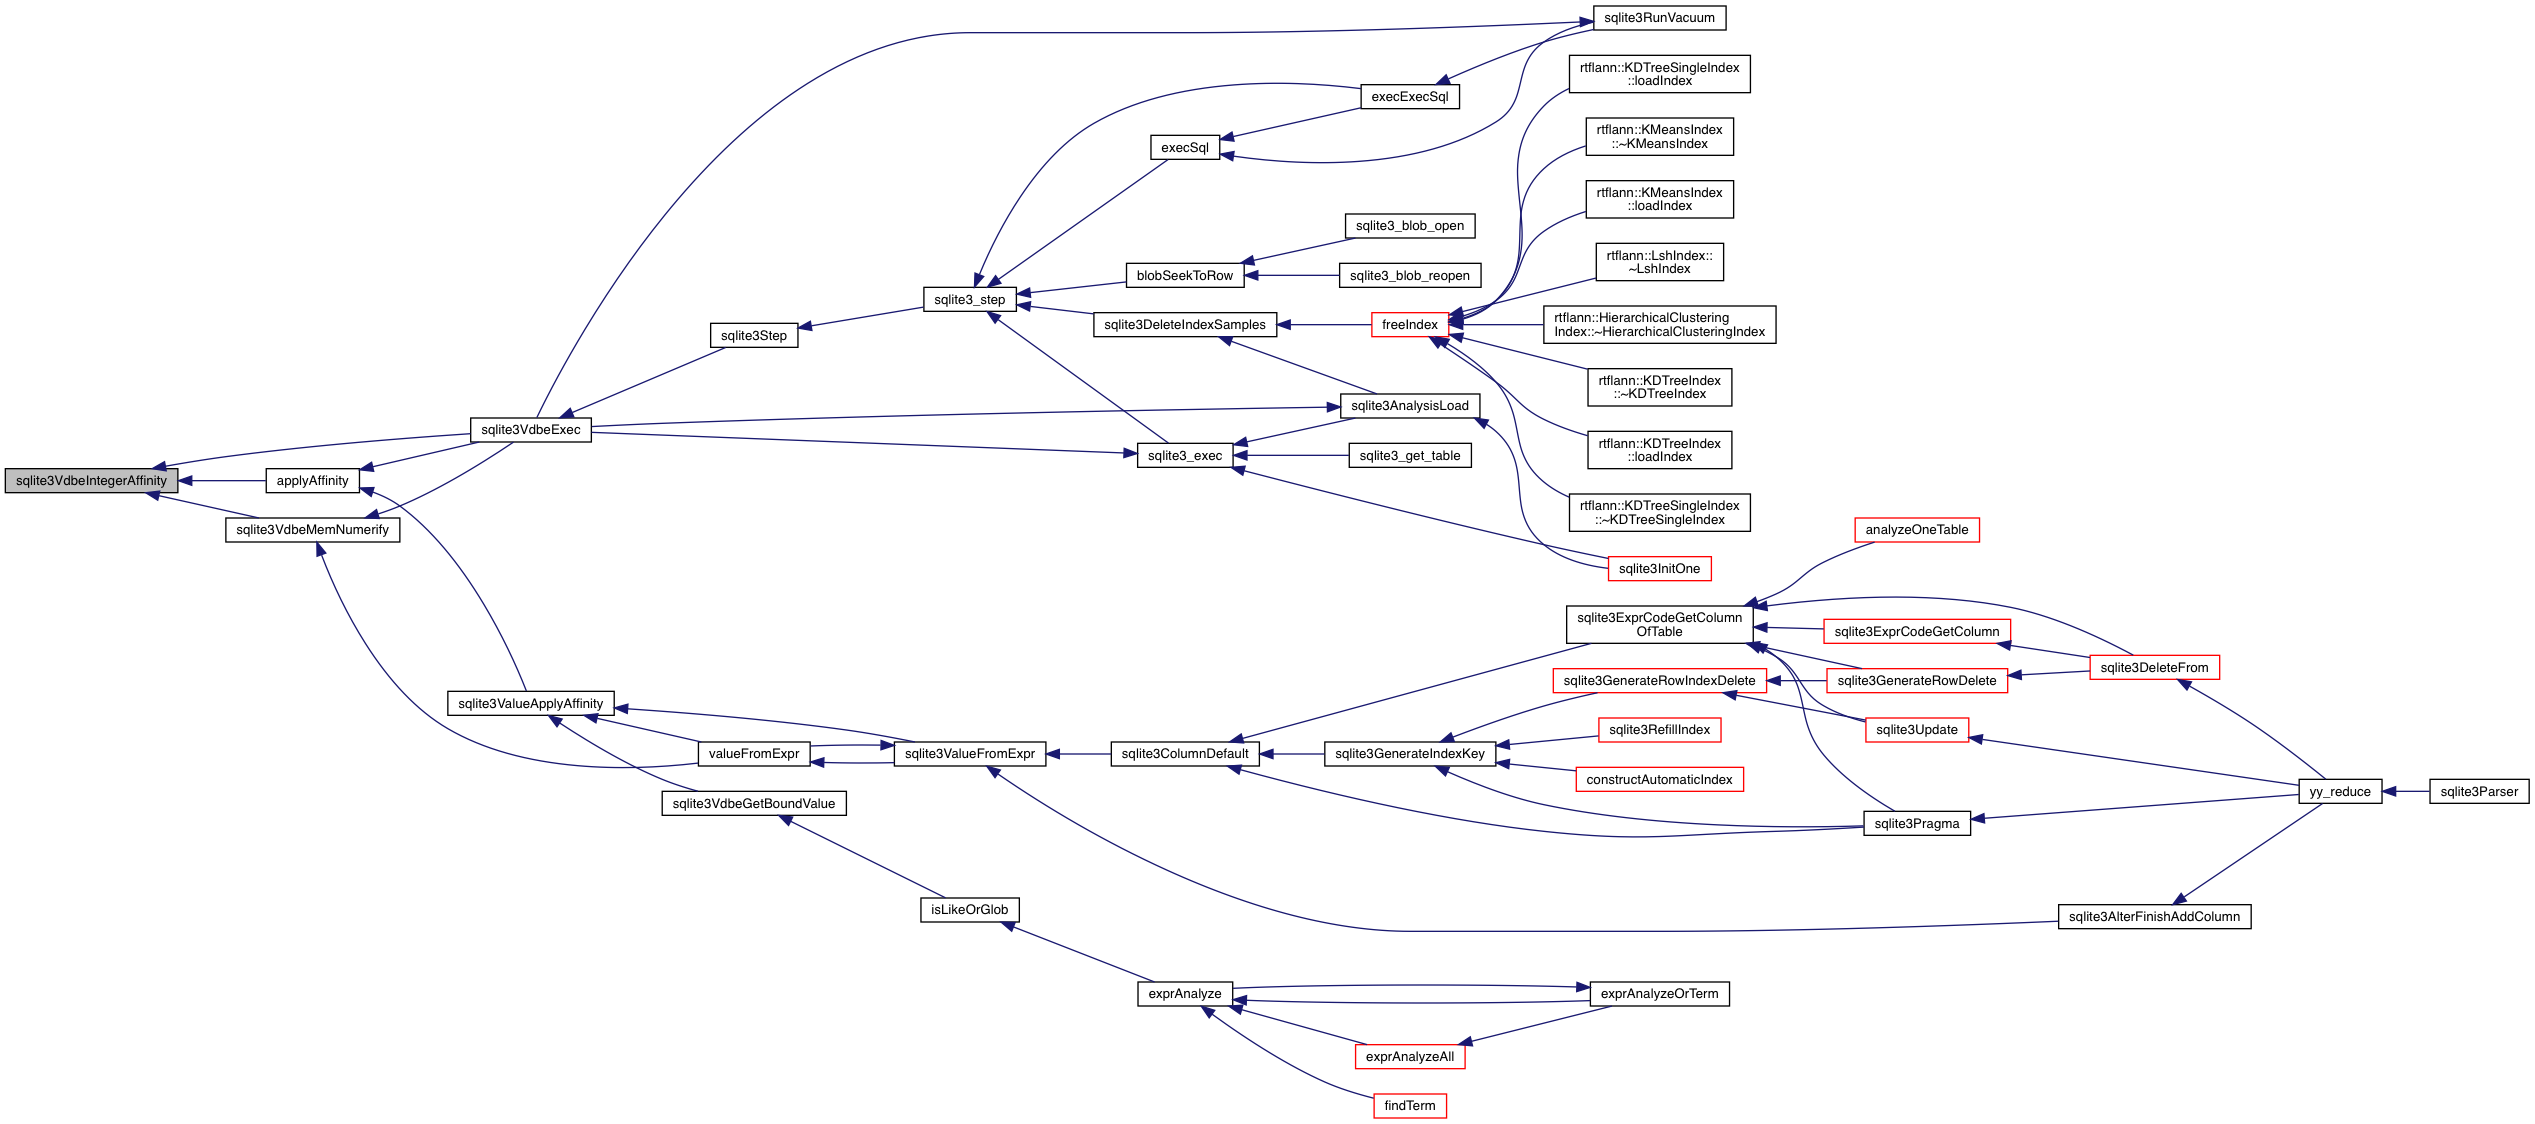 sqlite3RunVacuum
rtflann::KDTreeSingleIndex
::loadIndex
execExecSql
rtflann::KMeansIndex
::~KMeansIndex
execSql
rtflann::KMeansIndex
::loadIndex
sqlite3_blob_open
rtflann::LshIndex::
~LshIndex
blobSeekToRow
sqlite3_blob_reopen
sqlite3_step
rtflann::HierarchicalClustering
Index::~HierarchicalClusteringIndex
sqlite3DeleteIndexSamples
freeIndex
sqlite3Step
rtflann::KDTreeIndex
::~KDTreeIndex
sqlite3AnalysisLoad
sqlite3VdbeExec
rtflann::KDTreeIndex
::loadIndex
sqlite3_exec
sqlite3_get_table
sqlite3VdbeIntegerAffinity
applyAffinity
rtflann::KDTreeSingleIndex
::~KDTreeSingleIndex
sqlite3VdbeMemNumerify
analyzeOneTable
sqlite3InitOne
sqlite3ExprCodeGetColumn
OfTable
sqlite3ExprCodeGetColumn
sqlite3DeleteFrom
sqlite3GenerateRowIndexDelete
sqlite3GenerateRowDelete
sqlite3ValueApplyAffinity
sqlite3RefillIndex
sqlite3Update
valueFromExpr
sqlite3ValueFromExpr
sqlite3ColumnDefault
sqlite3GenerateIndexKey
constructAutomaticIndex
yy_reduce
sqlite3Parser
sqlite3VdbeGetBoundValue
sqlite3Pragma
isLikeOrGlob
sqlite3AlterFinishAddColumn
exprAnalyze
exprAnalyzeOrTerm
exprAnalyzeAll
findTerm